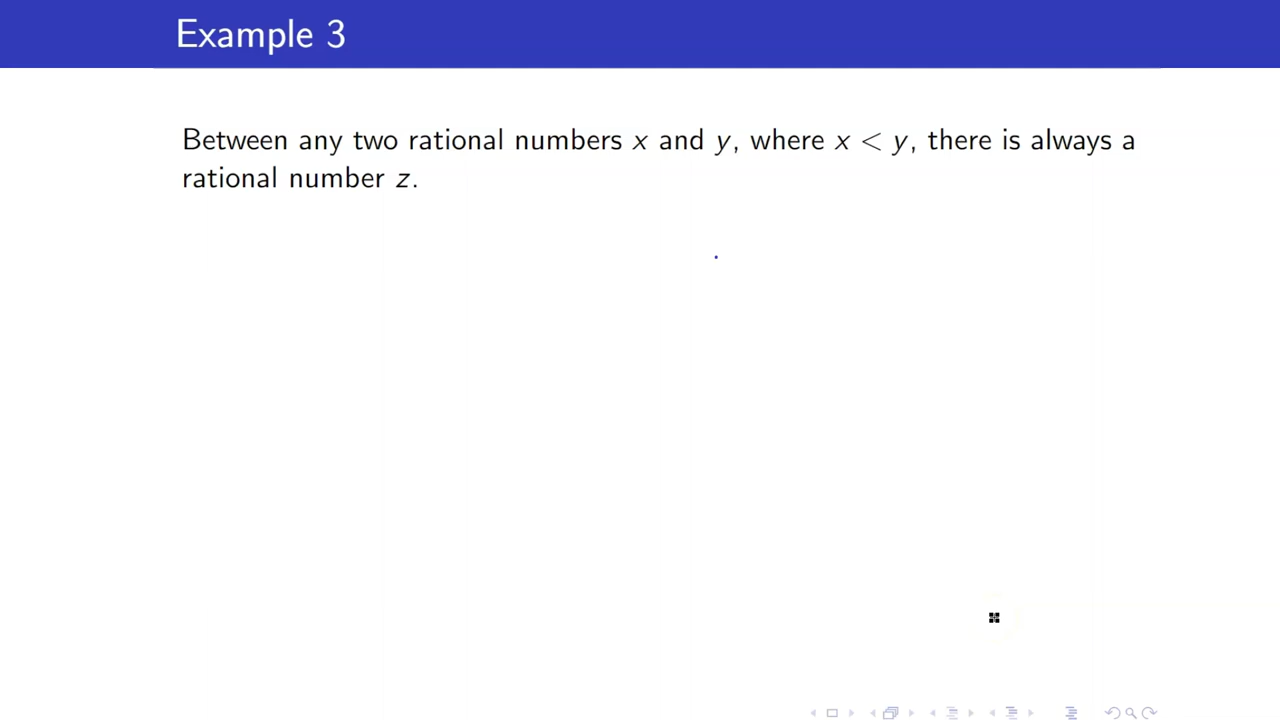 Example 3
Between any two rational numbers x and y, where x < y, there is always a
rational number z.